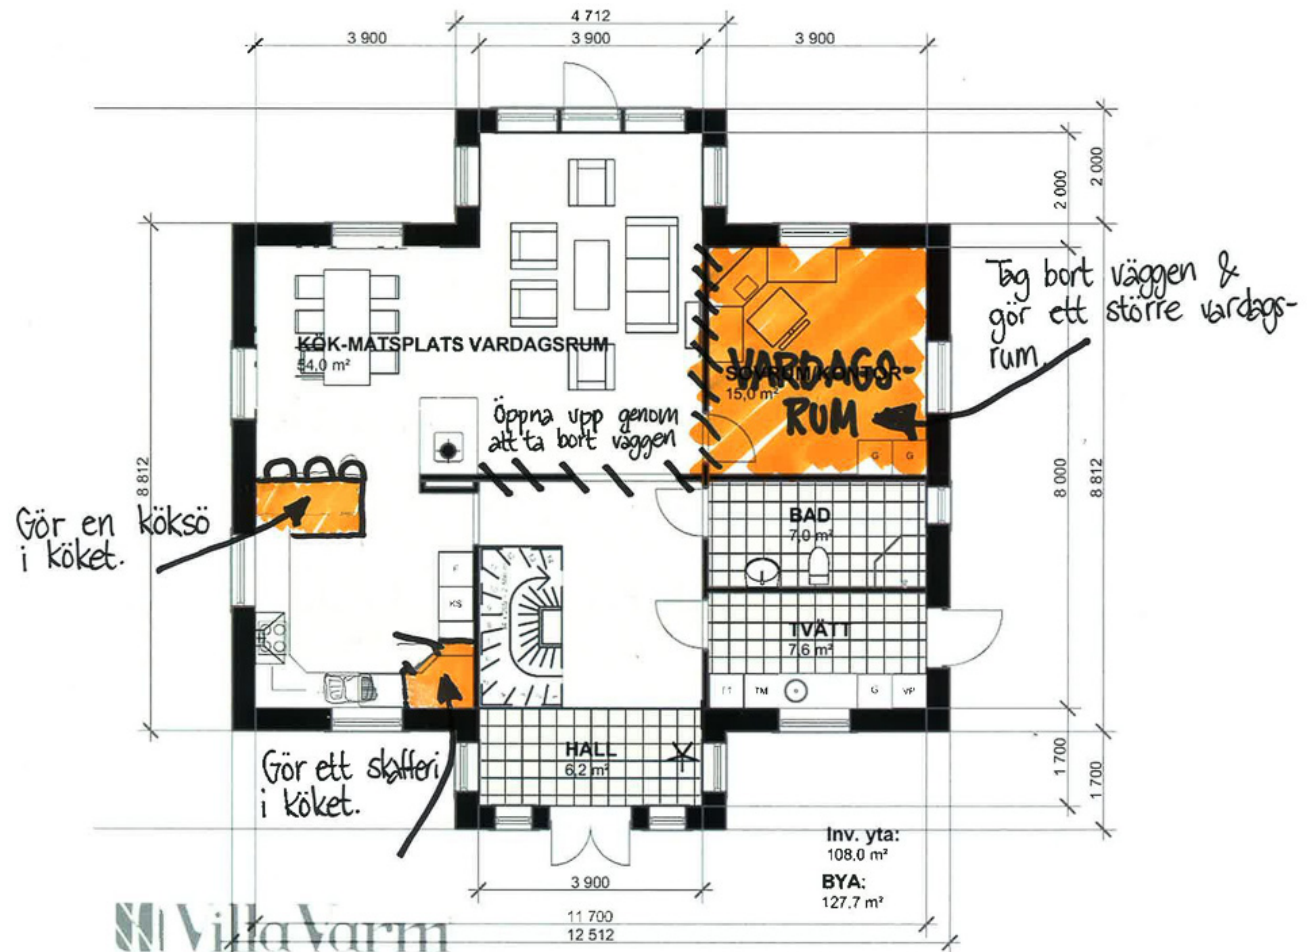 4 712
3 900
3 900
3 900
2 000
2 000
Tag bort väggen &
gör ett större vardags-
rum.
KÖK-MATSPLATS VARDAGSRUM
54,0 m²
SOVRUM/KONTOR
15,0 m²
VARDAGS-
RUM
Öppna upp genom
att ta bort väggen
G G
8 812
8 000
8 812
Gör en köksö
i köket.
BAD
7,0 m²
F
KS
TVÄTT
7,6 m²
TT TM G VP
HALL
6,2 m²
Gör ett skafferi
i köket.
1 700
1 700
Inv. yta:
108,0 m²
BYA:
127,7 m²
3 900
11 700
12 512
Villa Varm